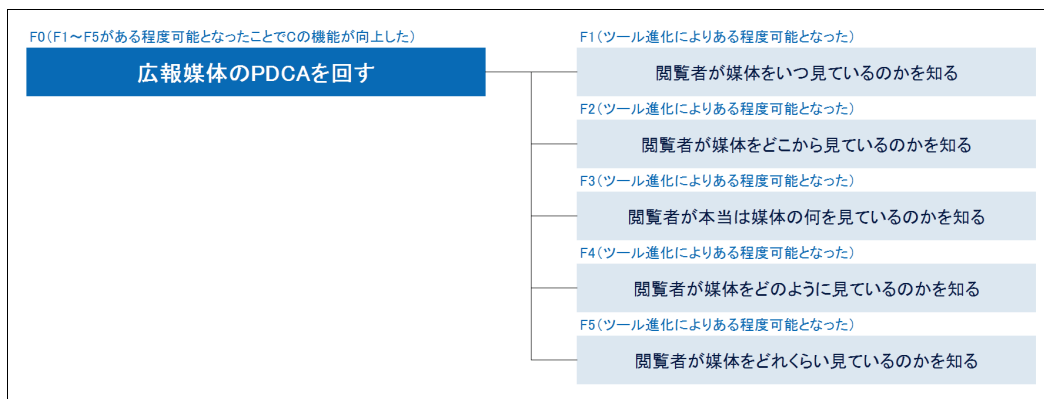 F0(F1～F5がある程度可能となったことでCの機能が向上した)
広報媒体のPDCAを回す
F1(ツール進化によりある程度可能となった)
閲覧者が媒体をいつ見ているのかを知る
F2(ツール進化によりある程度可能となった)
閲覧者が媒体をどこから見ているのかを知る
F3(ツール進化によりある程度可能となった)
閲覧者が本当は媒体の何を見ているのかを知る
F4(ツール進化によりある程度可能となった)
閲覧者が媒体をどのように見ているのかを知る
F5(ツール進化によりある程度可能となった)
閲覧者が媒体をどれくらい見ているのかを知る